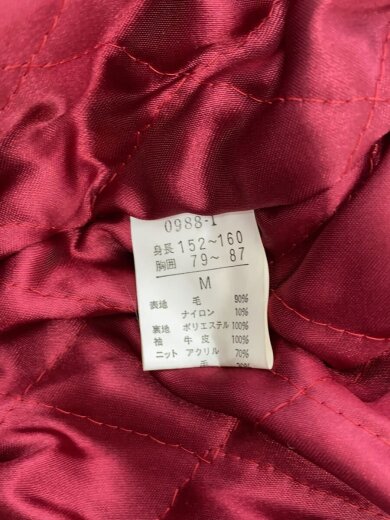 0988-1
身長 152~160
胸囲 79~ 87
M
表地 毛 90%
ナイロン 10%
裏地 ポリエステル 100%
袖 牛皮 100%
ニット アクリル 70%
毛 30%